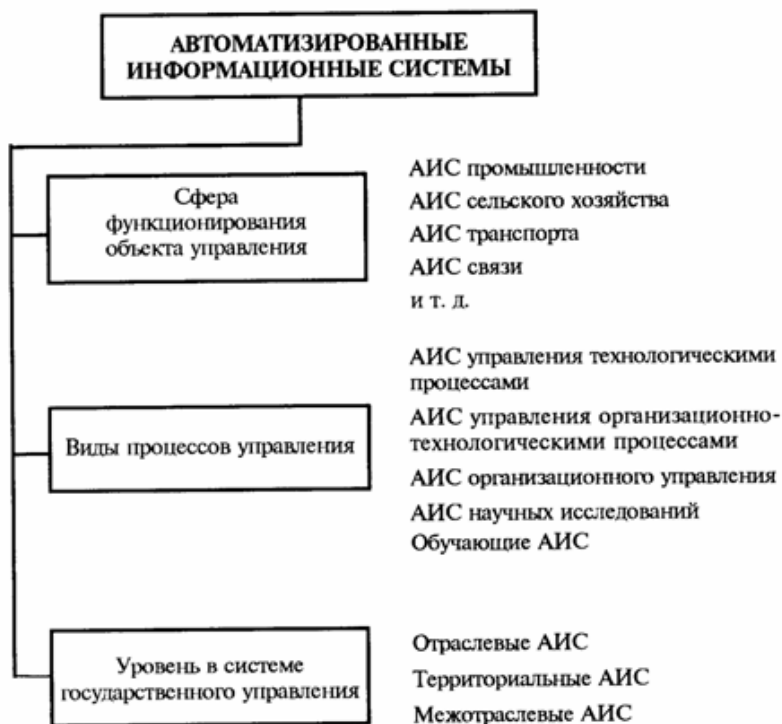 АВТОМАТИЗИРОВАННЫЕ
ИНФОРМАЦИОННЫЕ СИСТЕМЫ
Сфера
функционирования
объекта управления
АИС промышленности
АИС сельского хозяйства
АИС транспорта
АИС связи
и т. д.
Виды процессов управления
АИС управления технологическими
процессами
АИС управления организационно-
технологическими процессами
АИС организационного управления
АИС научных исследований
Обучающие АИС
Уровень в системе
государственного управления
Отраслевые АИС
Территориальные АИС
Межотраслевые АИС